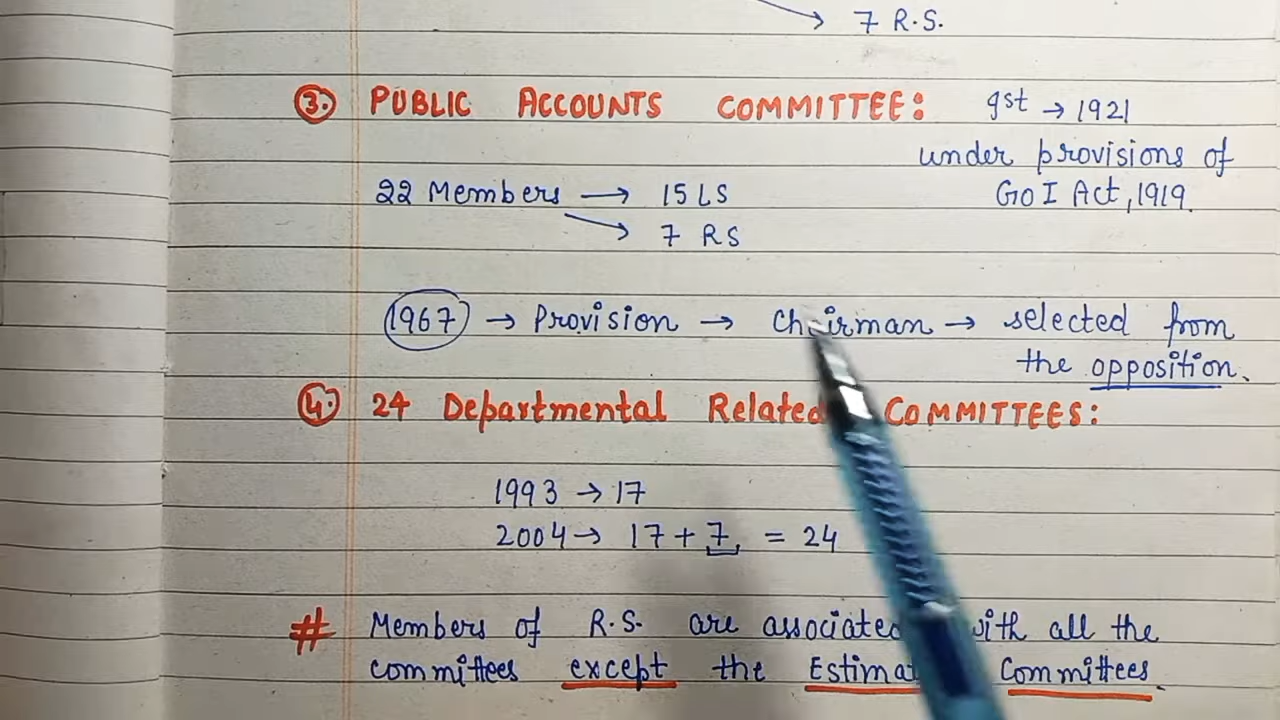 → 7 R.S.
③. PUBLIC ACCOUNTS COMMITTEE: Ist → 1921
under provisions of
GOI Act, 1919.
22 Members → 15 LS
→ 7 RS
1967 → Provision → Chairman → selected from
the opposition.
④. 24 Departmental Related COMMITTEES:
1993 → 17
2004 → 17 + 7, = 24
# Members of R.S. are associated with all the
committees except the Committees.